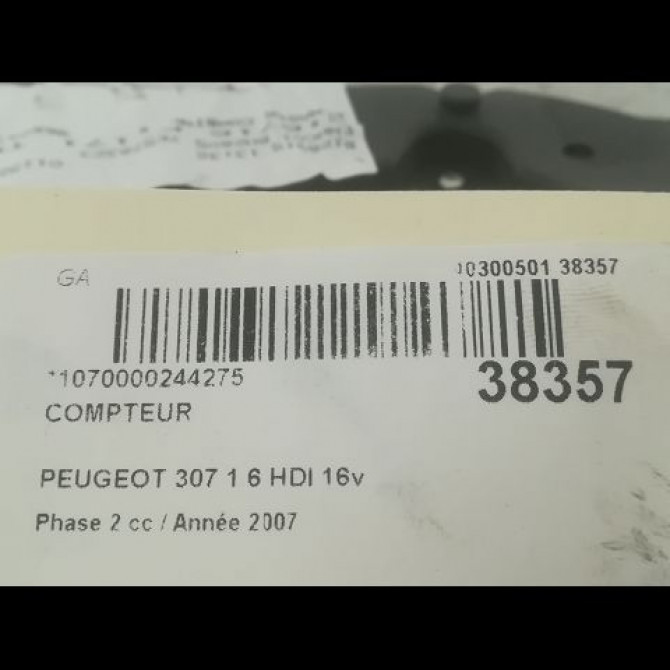 GA
10300501 38357
*1070000244275
38357
COMPTEUR
PEUGEOT 307 1 6 HDI 16v
Phase 2 cc / Année 2007